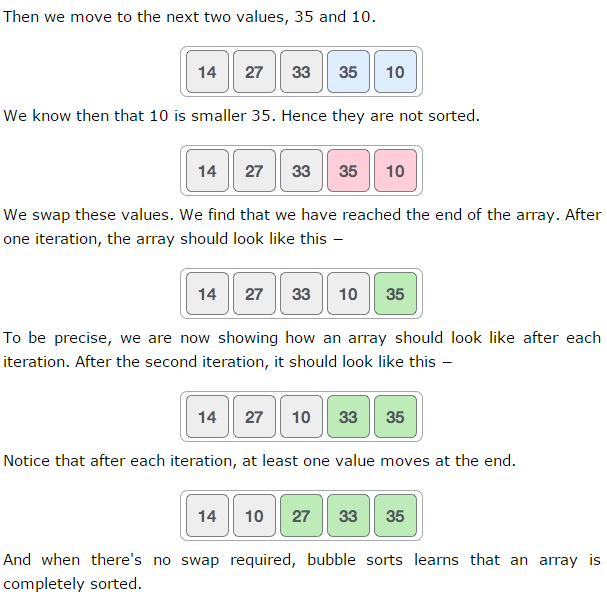 Then we move to the next two values, 35 and 10.
14 27 33 35 10
We know then that 10 is smaller 35. Hence they are not sorted.
14 27 33 35 10
We swap these values. We find that we have reached the end of the array. After
one iteration, the array should look like this −
14 27 33 10 35
To be precise, we are now showing how an array should look like after each
iteration. After the second iteration, it should look like this −
14 27 10 33 35
Notice that after each iteration, at least one value moves at the end.
14 10 27 33 35
And when there's no swap required, bubble sorts learns that an array is
completely sorted.